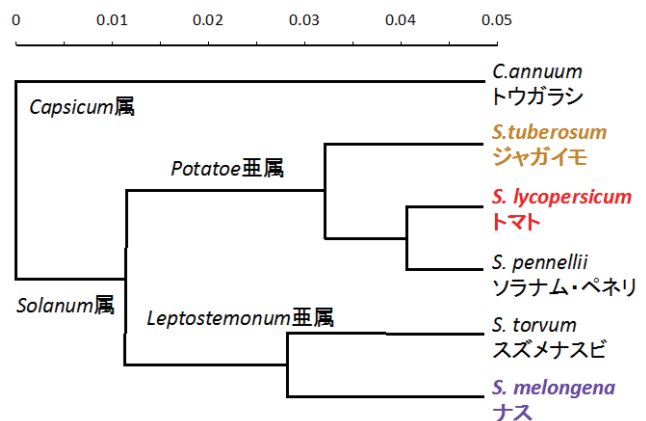 0 0.01 0.02 0.03 0.04 0.05
C.annuum
トウガラシ
Capsicum属
S.tuberosum
ジャガイモ
Potatoe亜属
S. lycopersicum
トマト
S. pennellii
ソラナム・ペネリ
Solanum属
Leptostemonum亜属
S. torvum
スズメナスビ
S. melongena
ナス